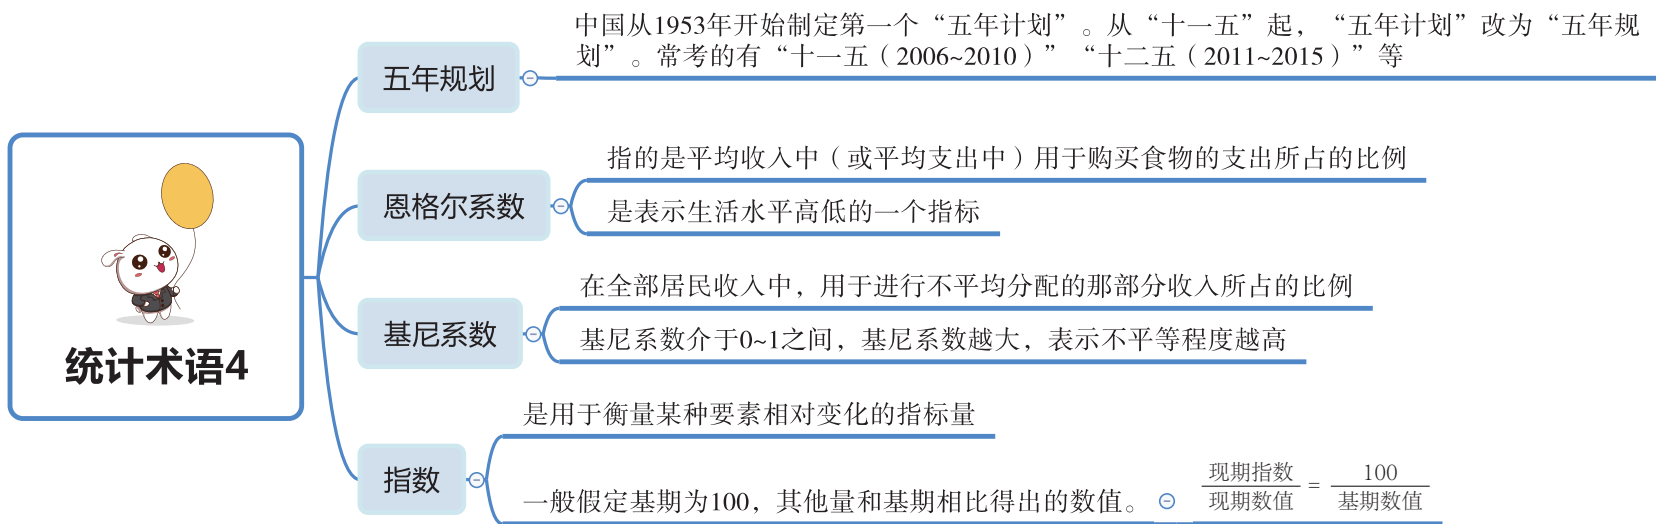 中国从1953年开始制定第一个“五年计划”。从“十一五”起，“五年计划”改为“五年规
划”。常考的有“十一五（2006~2010）”“十二五（2011~2015）”等
五年规划
指的是平均收入中（或平均支出中）用于购买食物的支出所占的比例
恩格尔系数
是表示生活水平高低的一个指标
在全部居民收入中，用于进行不平均分配的那部分收入所占的比例
基尼系数
基尼系数介于0~1之间，基尼系数越大，表示不平等程度越高
统计术语4
是用于衡量某种要素相对变化的指标量
指数
一般假定基期为100，其他量和基期相比得出的数值。
现期指数
现期数值
=
100
基期数值